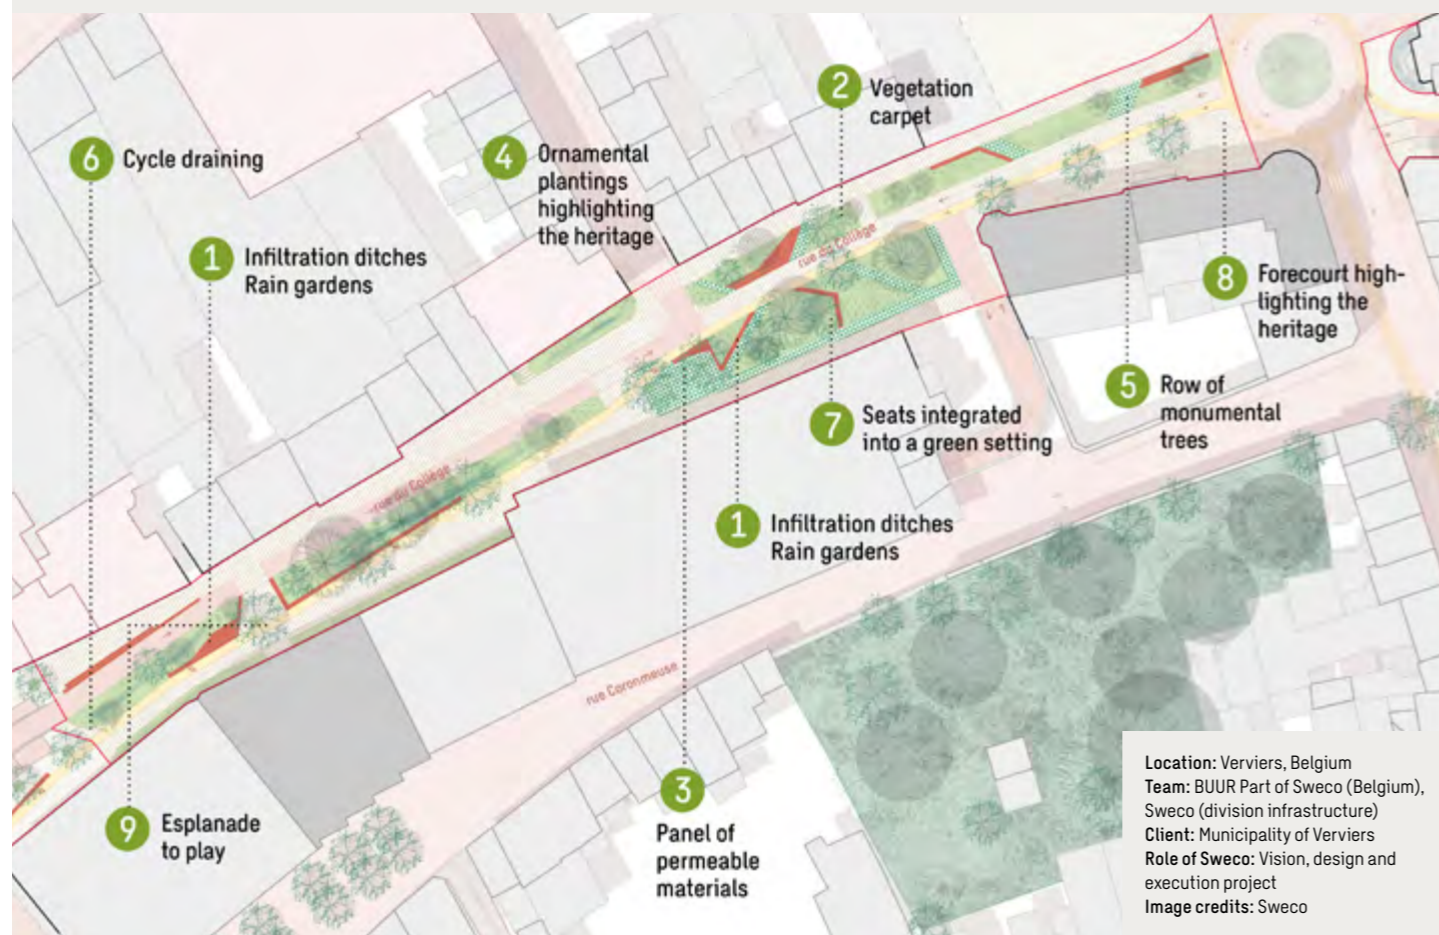 2
Vegetation
carpet
6
Cycle draining
4
Ornamental
plantings
highlighting
the heritage
1
Infiltration ditches
Rain gardens
rue du Collège
8
Forecourt high-
lighting the
heritage
5
Row of
monumental
trees
7
Seats integrated
into a green setting
rue du Collège
1
Infiltration ditches
Rain gardens
rue Coronmeuse
3
Panel of
permeable
materials
9
Esplanade
to play
Location: Verviers, Belgium
Team: BUUR Part of Sweco (Belgium),
Sweco (division infrastructure)
Client: Municipality of Verviers
Role of Sweco: Vision, design and
execution project
Image credits: Sweco